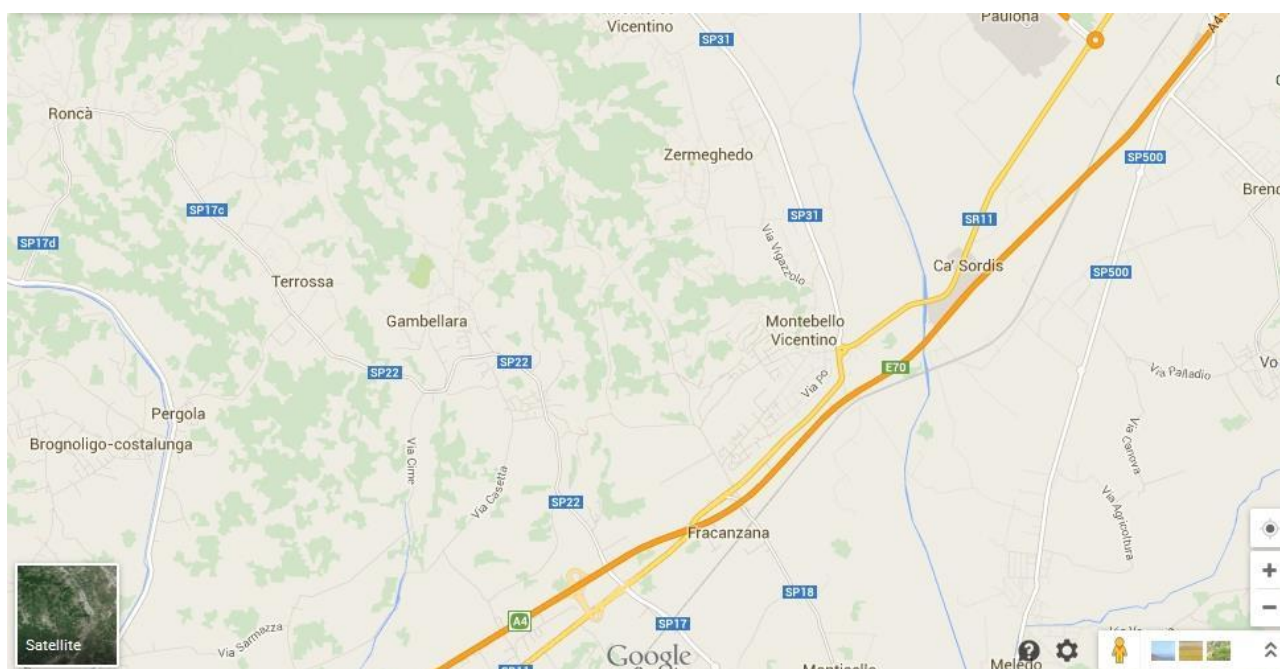 Vicentino
SP31
Paulona
A4
Roncà
Zermeghedo
SP500
Brend
SP17c
SP31
SR11
SP17d
Via Vigazzolo
Ca' Sordis
SP500
Terrossa
Gambellara
Montebello
Vicentino
SP22
E70
Vo
SP22
Via po
Via Palladio
Pergola
Brognoligo-costalunga
Via Cime
Via Canova
Via Casetta
SP22
Via Agricoltura
Fracanzana
SP18
A4
SP17
Via Sarmazza
Satellite
Google
Meledo